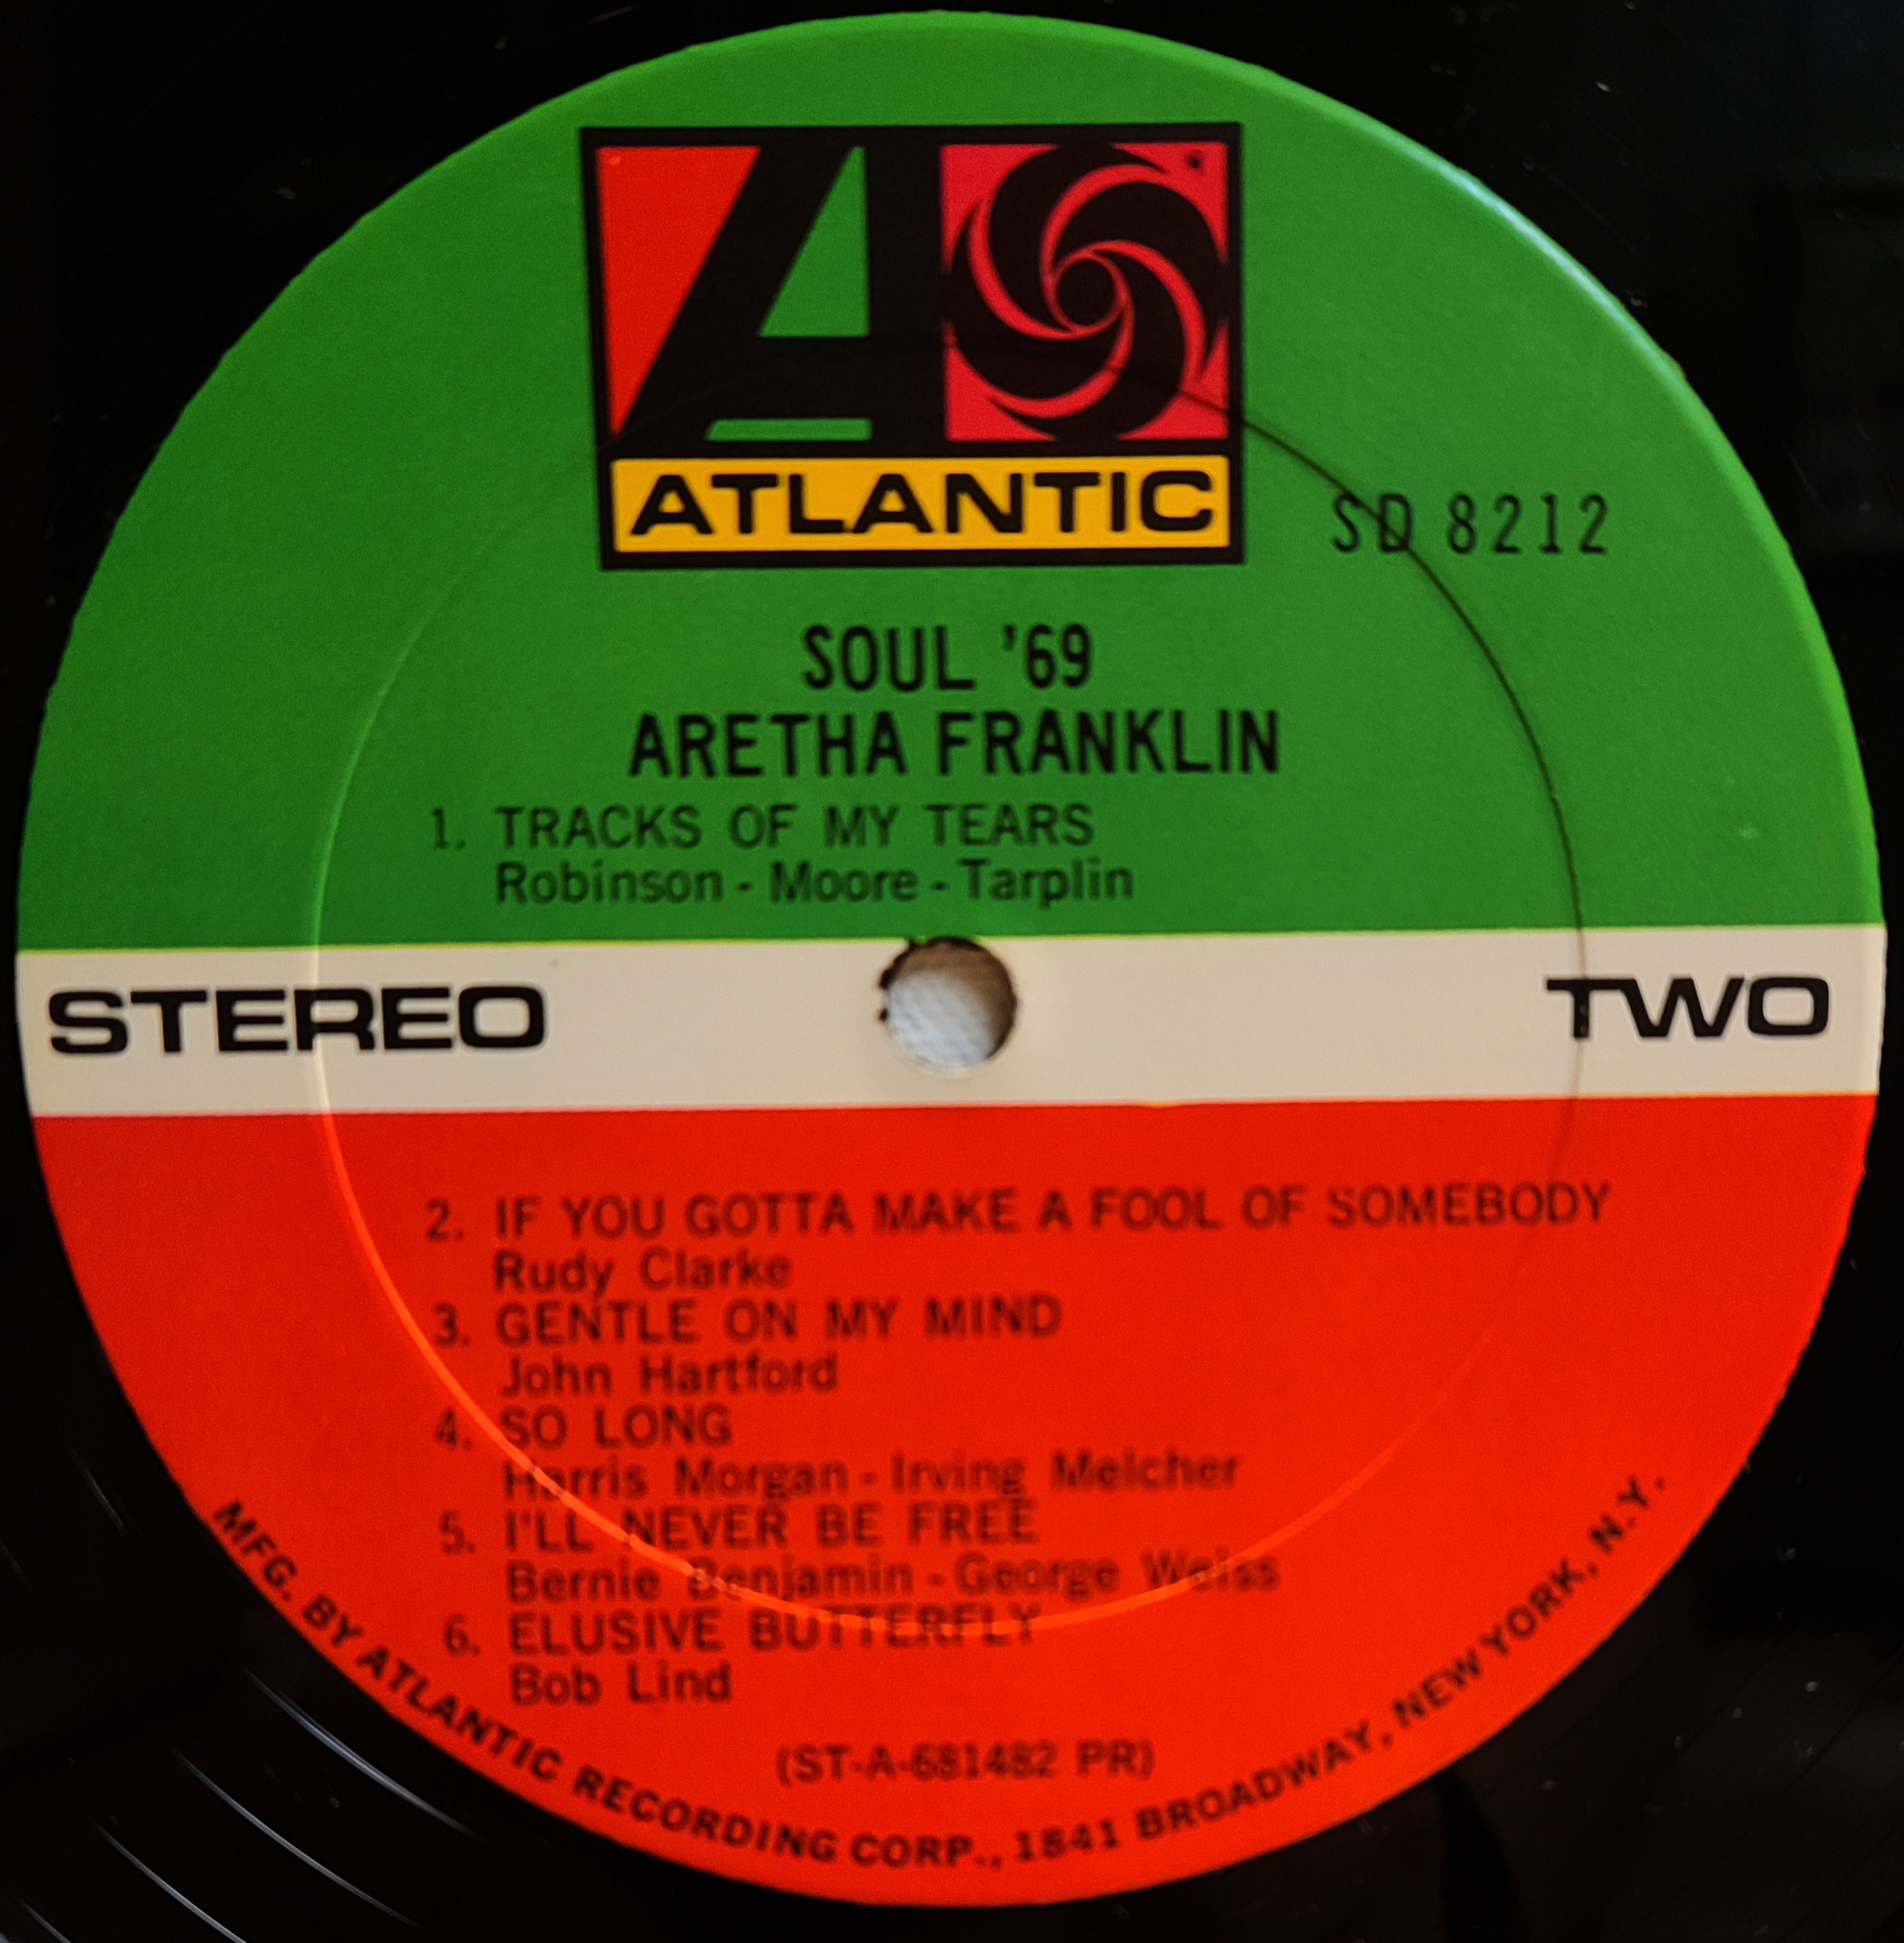 A
ATLANTIC
SD 8212
SOUL '69
ARETHA FRANKLIN
1. TRACKS OF MY TEARS
Robinson - Moore - Tarplin
STEREO
TWO
2. IF YOU GOTTA MAKE A FOOL OF SOMEBODY
Rudy Clarke
3. GENTLE ON MY MIND
John Hartford
4. SO LONG
Harris Morgan - Irving Melcher
5. I'LL NEVER BE FREE
Bernie Benjamin - George Weiss
6. ELUSIVE BUTTERFLY
Bob Lind
(ST-A-681482 PR)
MFG. BY ATLANTIC RECORDING CORP., 1841 BROADWAY, NEW YORK, N.Y.